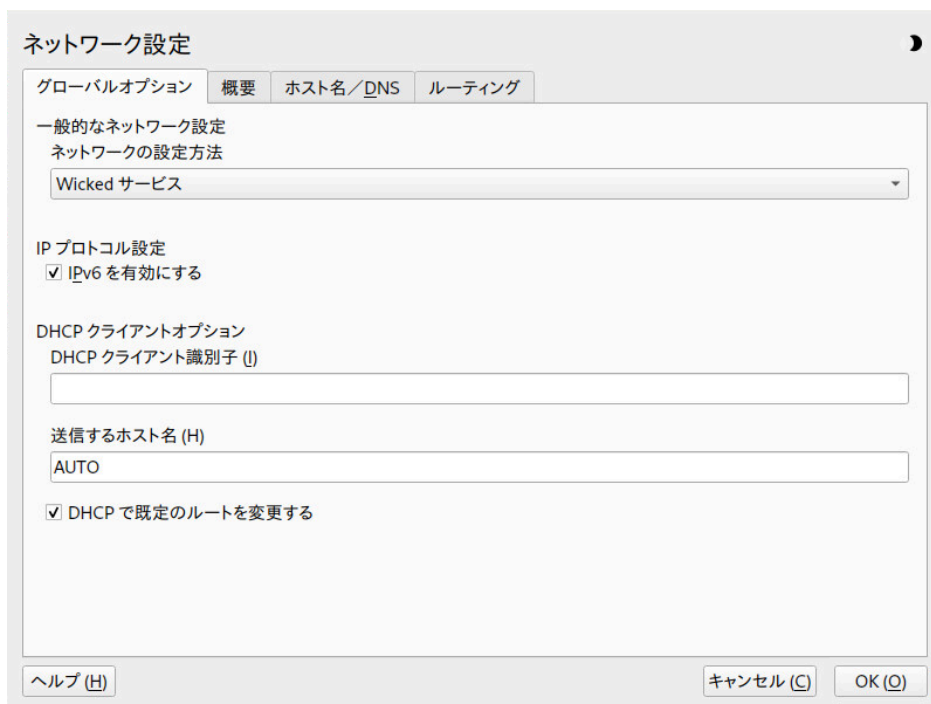 ネットワーク設定
グローバルオプション 概要 ホスト名／DNS ルーティング
一般的なネットワーク設定
ネットワークの設定方法
Wicked サービス
IP プロトコル設定
IPv6 を有効にする
DHCP クライアントオプション
DHCP クライアント識別子 (I)
送信するホスト名 (H)
AUTO
DHCP で既定のルートを変更する
ヘルプ (H) キャンセル (C) OK (O)